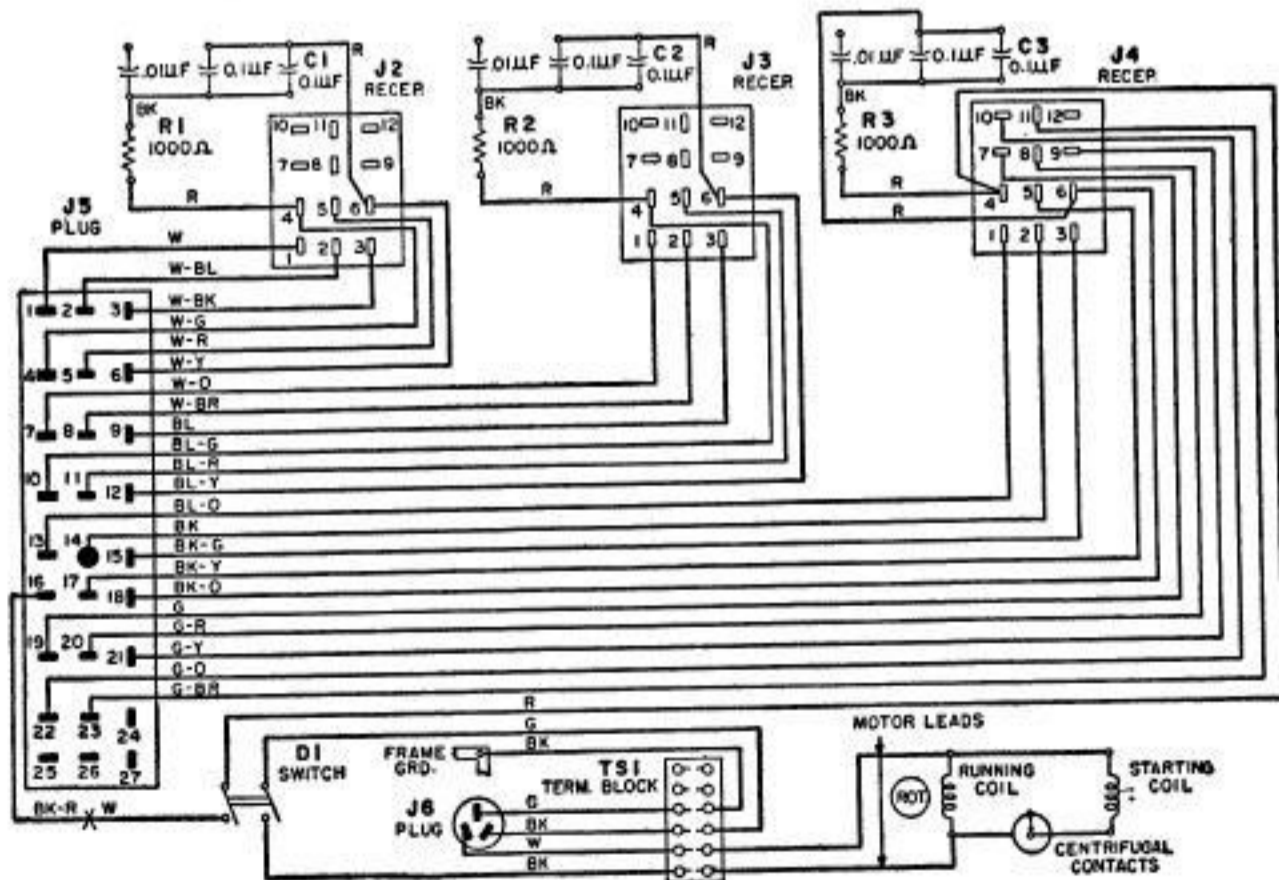 .01µF 0.1µF C1 0.1µF R J2 RECEP.
BK
R1 1000Ω
10 11 12
7 8 9
4 5 6
1 2 3
R
.01µF 0.1µF C2 0.1µF R J3 RECEP.
BK
R2 1000Ω
10 11 12
7 8 9
4 5 6
1 2 3
R
.01µF 0.1µF C3 0.1µF J4 RECEP.
BK
R3 1000Ω
10 11 12
7 8 9
4 5 6
1 2 3
R
R
J5 PLUG
W
W-BL
W-BK
W-G
W-R
W-Y
W-O
W-BR
BL
BL-G
BL-R
BL-Y
BL-O
BK
BK-G
BK-Y
BK-O
G
G-R
G-Y
G-O
G-BR
1 2 3
4 5 6
7 8 9
10 11 12
13 14 15
16 17 18
19 20 21
22 23 24
25 26 27
R
G
BK
BK-R W
D1 SWITCH
FRAME GRD.
J6 PLUG
G
BK
W
BK
TS1 TERM. BLOCK
MOTOR LEADS
ROT
RUNNING COIL
STARTING COIL
CENTRIFUGAL CONTACTS